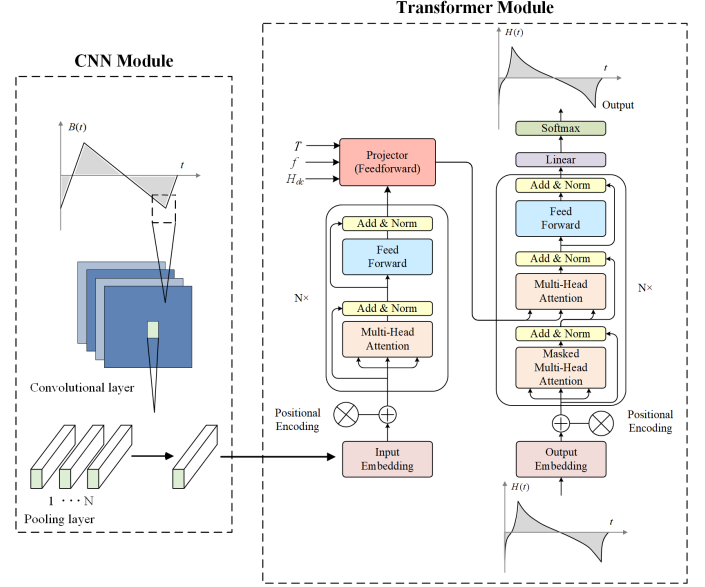 Transformer Module
CNN Module
B(t)
t
Convolutional layer
1 ··· N
Pooling layer
T
f
H_dc
Projector
(Feedforward)
Add & Norm
Feed
Forward
N×
Add & Norm
Multi-Head
Attention
Positional
Encoding
Input
Embedding
H(t)
t
Output
Softmax
Linear
Add & Norm
Feed
Forward
Add & Norm
Multi-Head
Attention
N×
Add & Norm
Masked
Multi-Head
Attention
Positional
Encoding
Output
Embedding
H(t)
t